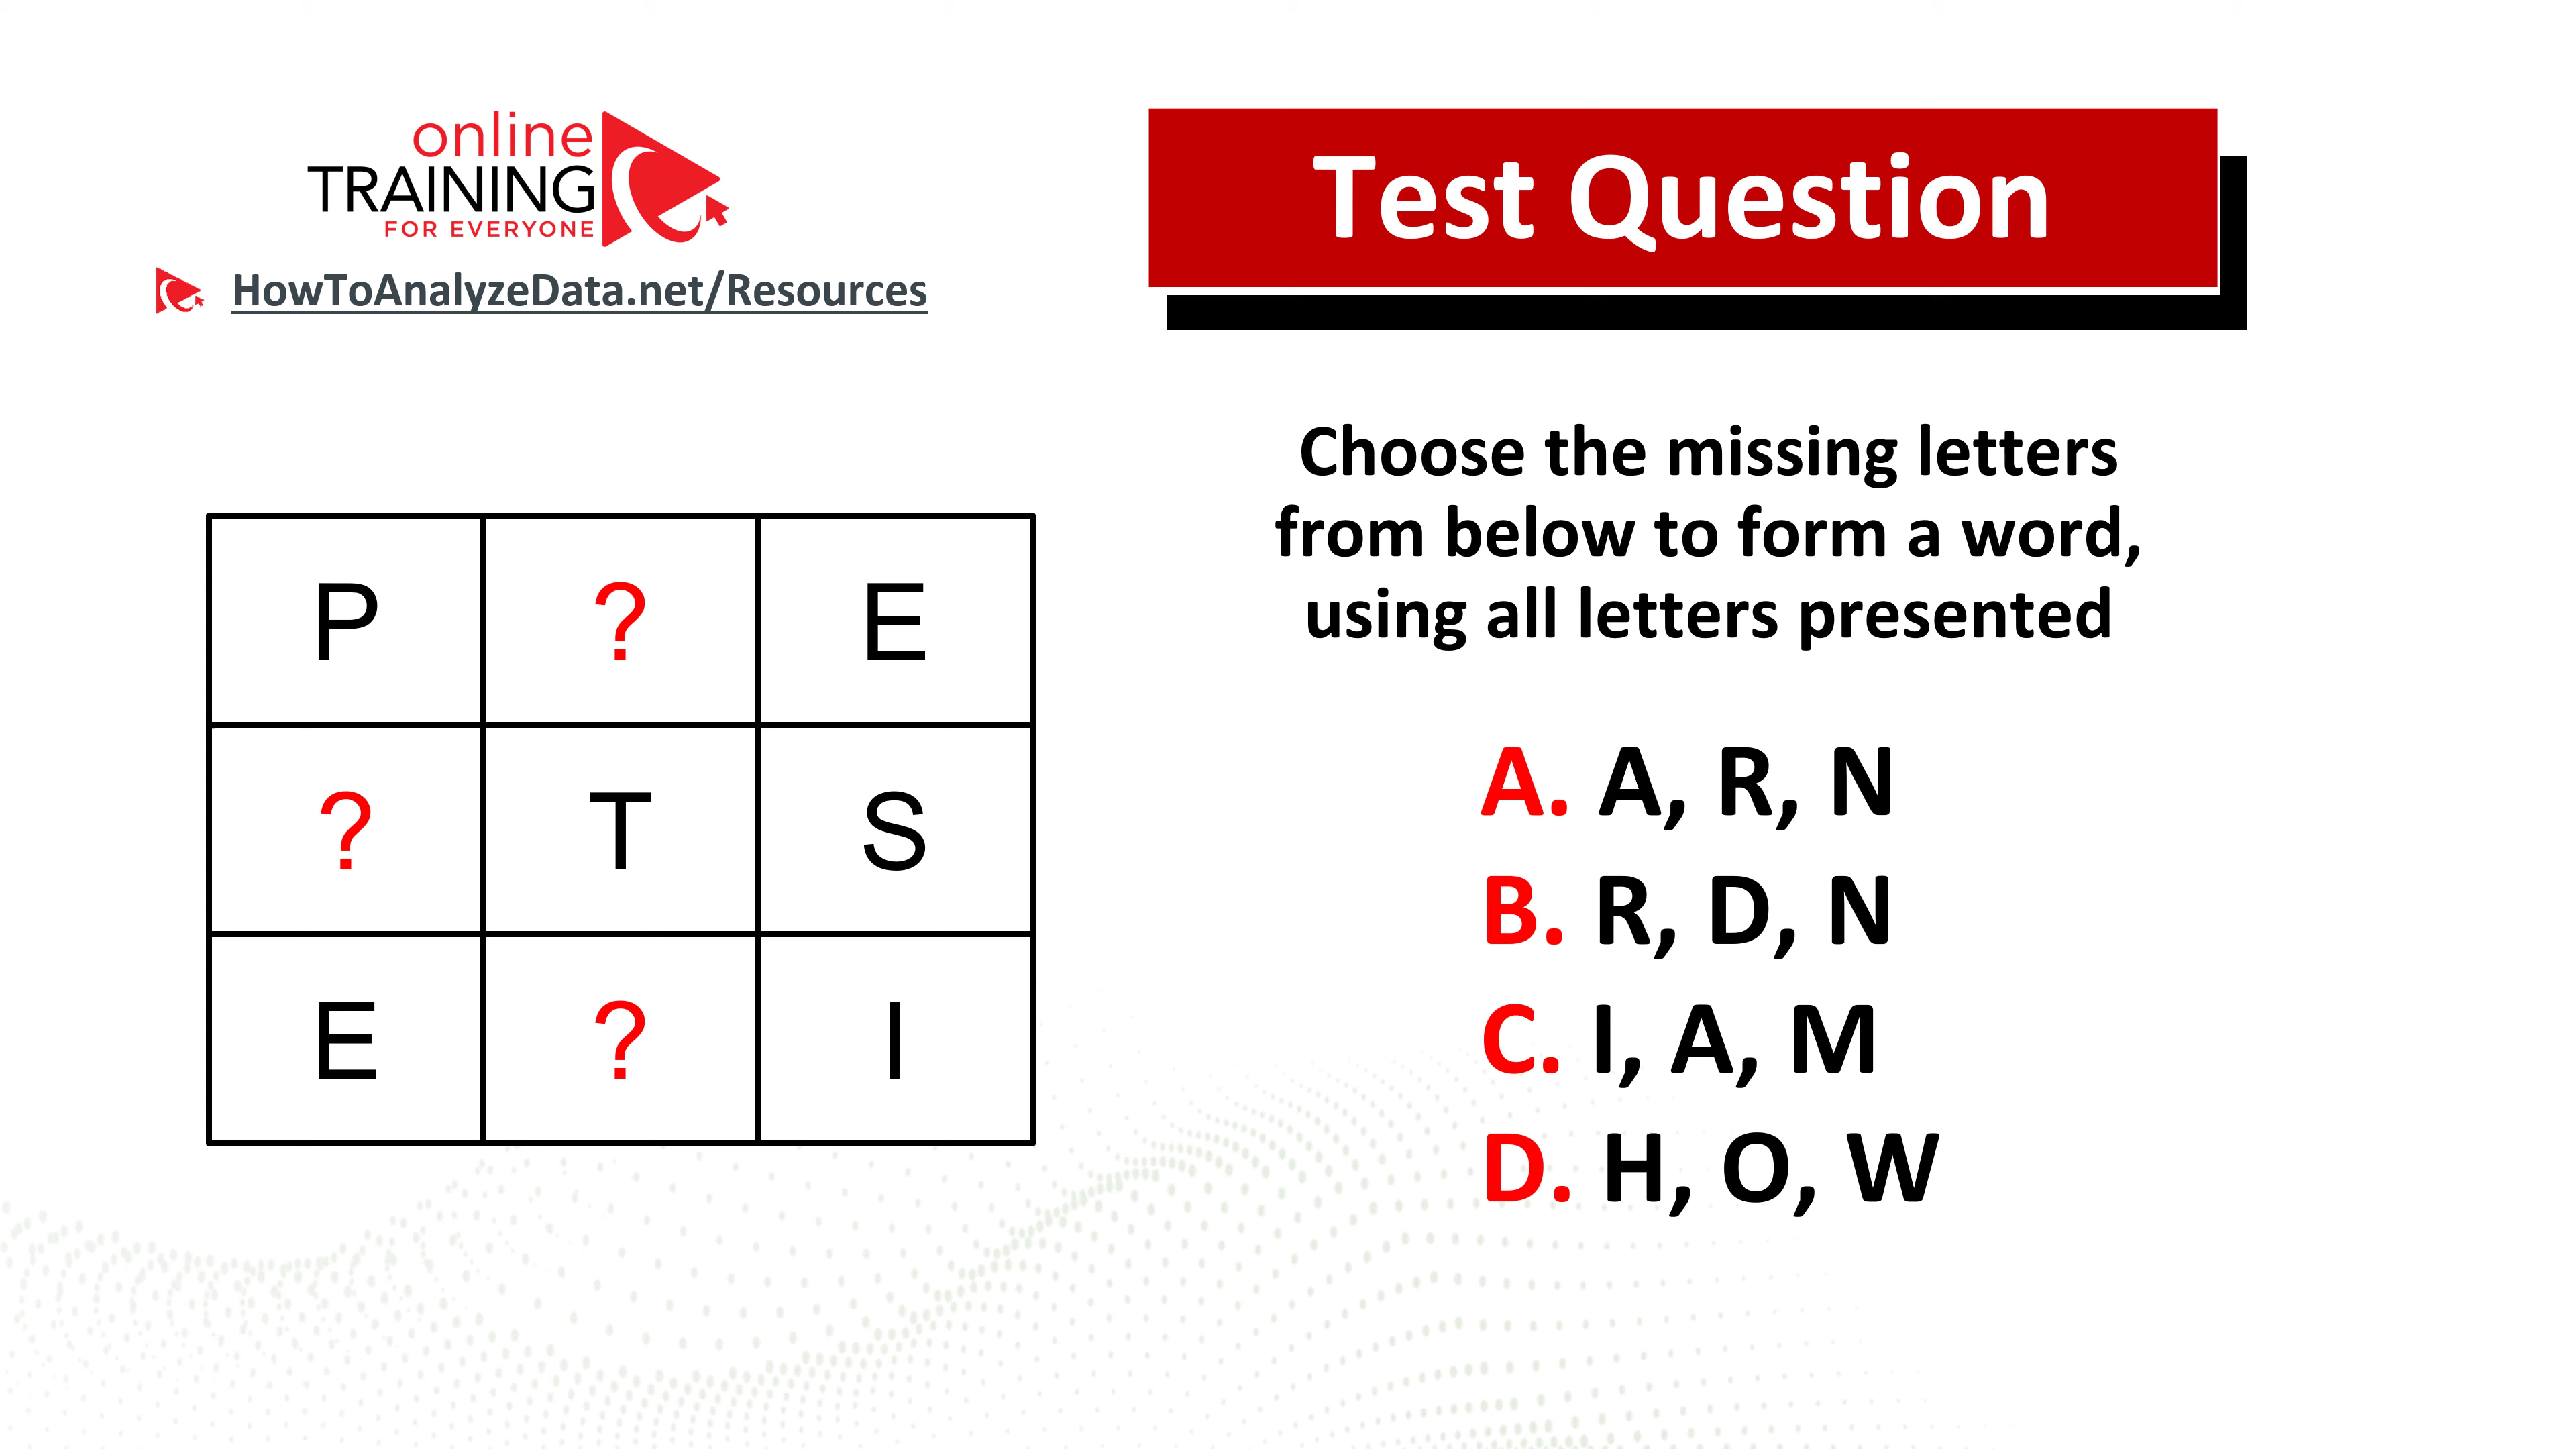 online
TRAINING
FOR EVERYONE
HowToAnalyzeData.net/Resources
Test Question
Choose the missing letters
from below to form a word,
using all letters presented
P ? E
? T S
E ? I
A. A, R, N
B. R, D, N
C. I, A, M
D. H, O, W